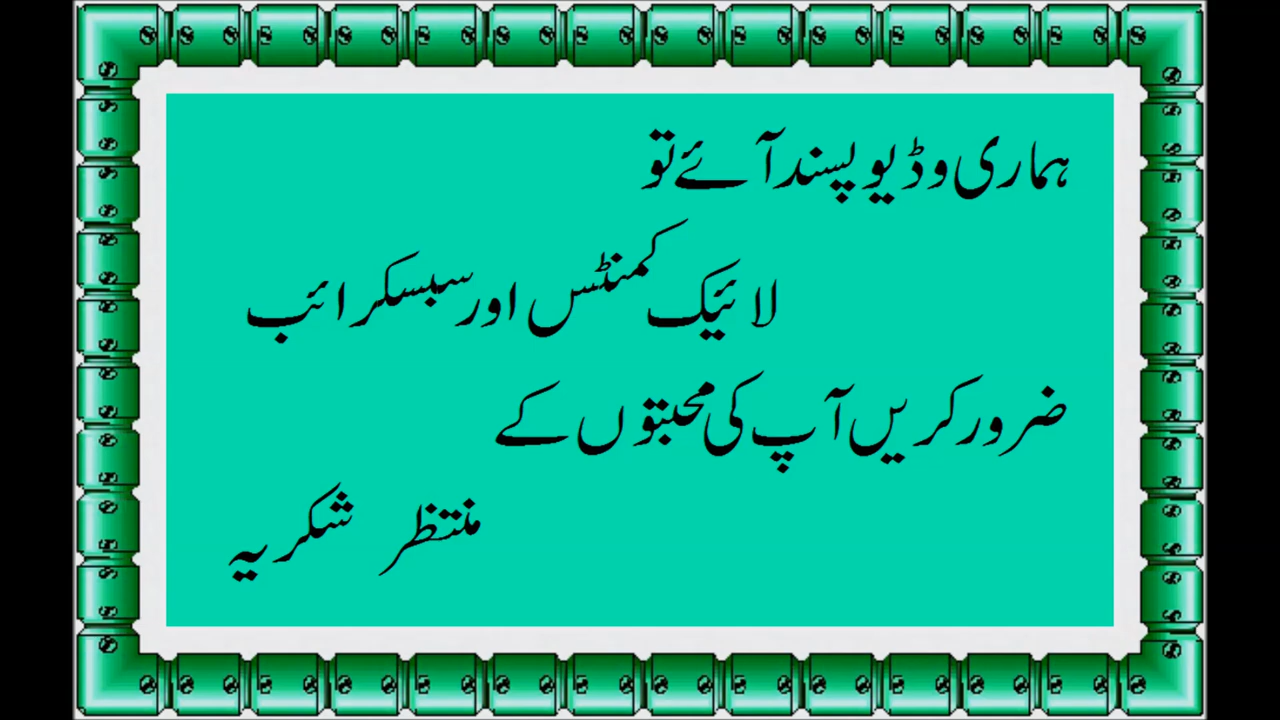 ہماری وڈیو پسند آئے تو
لائیک کمنٹس اور سبسکرائب
ضرور کریں آپ کی محبتوں کے
منتظر شکریہ